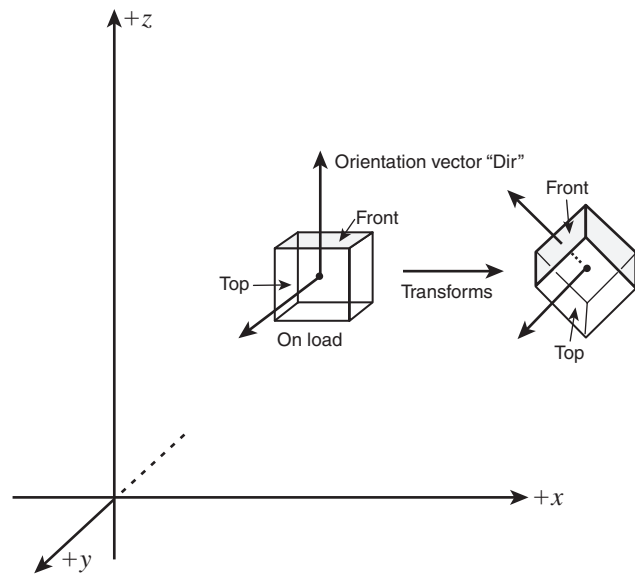 +z
Orientation vector “Dir”
Front
Front
Top
Transforms
On load
Top
+x
+y